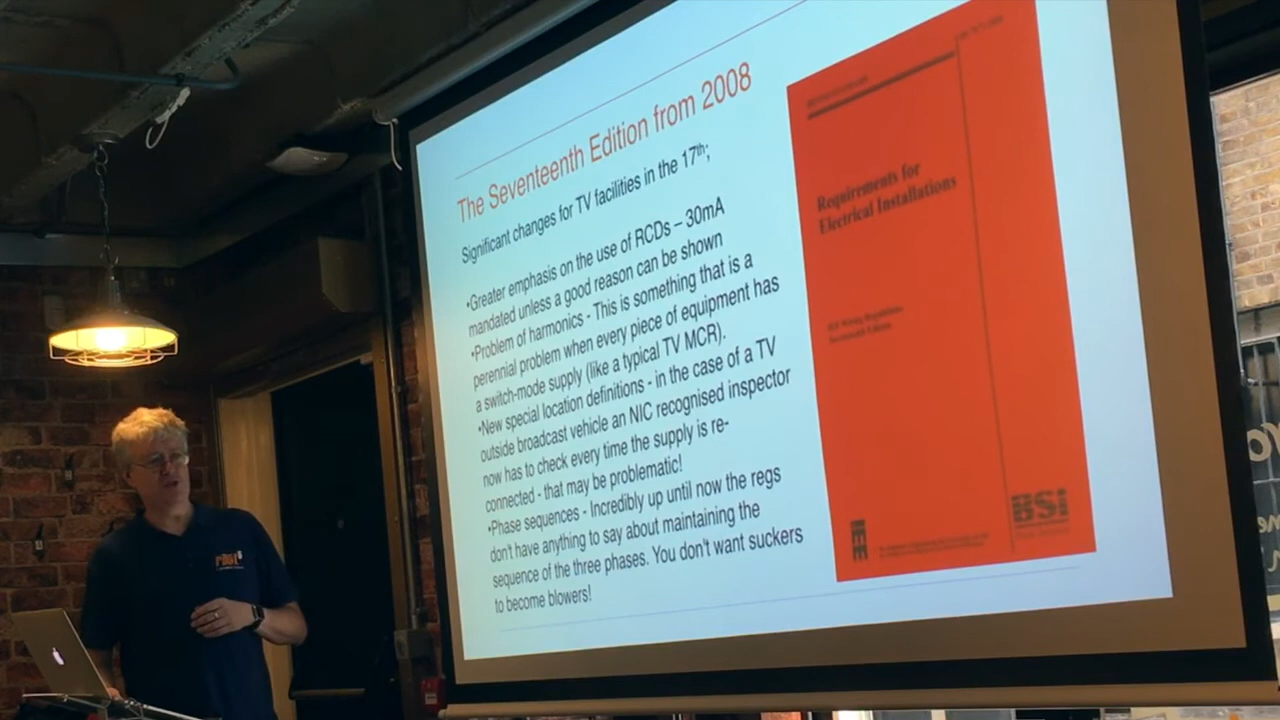 The Seventeenth Edition from 2008
Significant changes for TV facilities in the 17th;
•Greater emphasis on the use of RCDs – 30mA
mandated unless a good reason can be shown
•Problem of harmonics - This is something that is a
perennial problem when every piece of equipment has
a switch-mode supply (like a typical TV MCR).
•New special location definitions - in the case of a TV
outside broadcast vehicle an NIC recognised inspector
now has to check every time the supply is re-
connected - that may be problematic!
•Phase sequences - Incredibly up until now the regs
don't have anything to say about maintaining the
sequence of the three phases. You don't want suckers
to become blowers!
Requirements for
Electrical Installations
IEE Wiring Regulations
Seventeenth Edition
BSI
root6